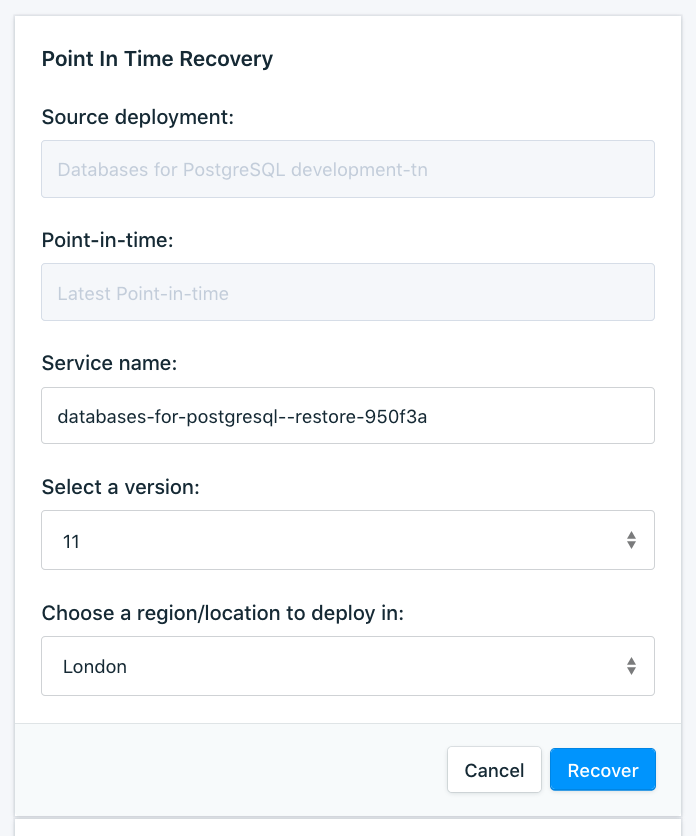 Point In Time Recovery
Source deployment:
Databases for PostgreSQL development-tn
Point-in-time:
Latest Point-in-time
Service name:
databases-for-postgresql--restore-950f3a
Select a version:
11
Choose a region/location to deploy in:
London
Cancel
Recover